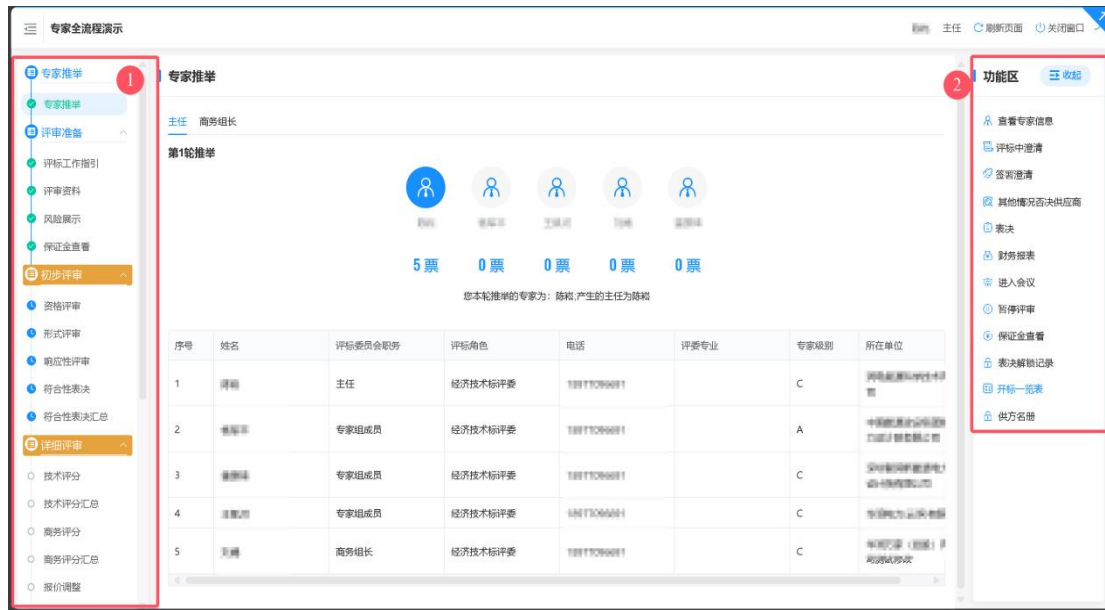 专家全流程演示
主任 刷新页面 关闭窗口
专家推举
1
专家推举
评审准备
评标工作指引
评审资料
风险展示
保证金查看
初步评审
资格评审
形式评审
响应性评审
符合性表决
符合性表决汇总
详细评审
技术评分
技术评分汇总
商务评分
商务评分汇总
报价调整
专家推举
主任 商务组长
第1轮推举
5票 0票 0票 0票 0票
您本轮推举的专家为：陈崧;产生的主任为陈崧
序号 姓名 评标委员会职务 评标角色 电话 评委专业 专家级别 所在单位
1 主任 经济技术标评委 C
2 专家组成员 经济技术标评委 A
3 专家组成员 经济技术标评委 C
4 专家组成员 经济技术标评委 C
5 商务组长 经济技术标评委 C
2
功能区 收起
查看专家信息
评标中澄清
签署澄清
其他情况否决供应商
表决
财务报表
进入会议
暂停评审
保证金查看
表决解锁记录
开标一览表
供方名册